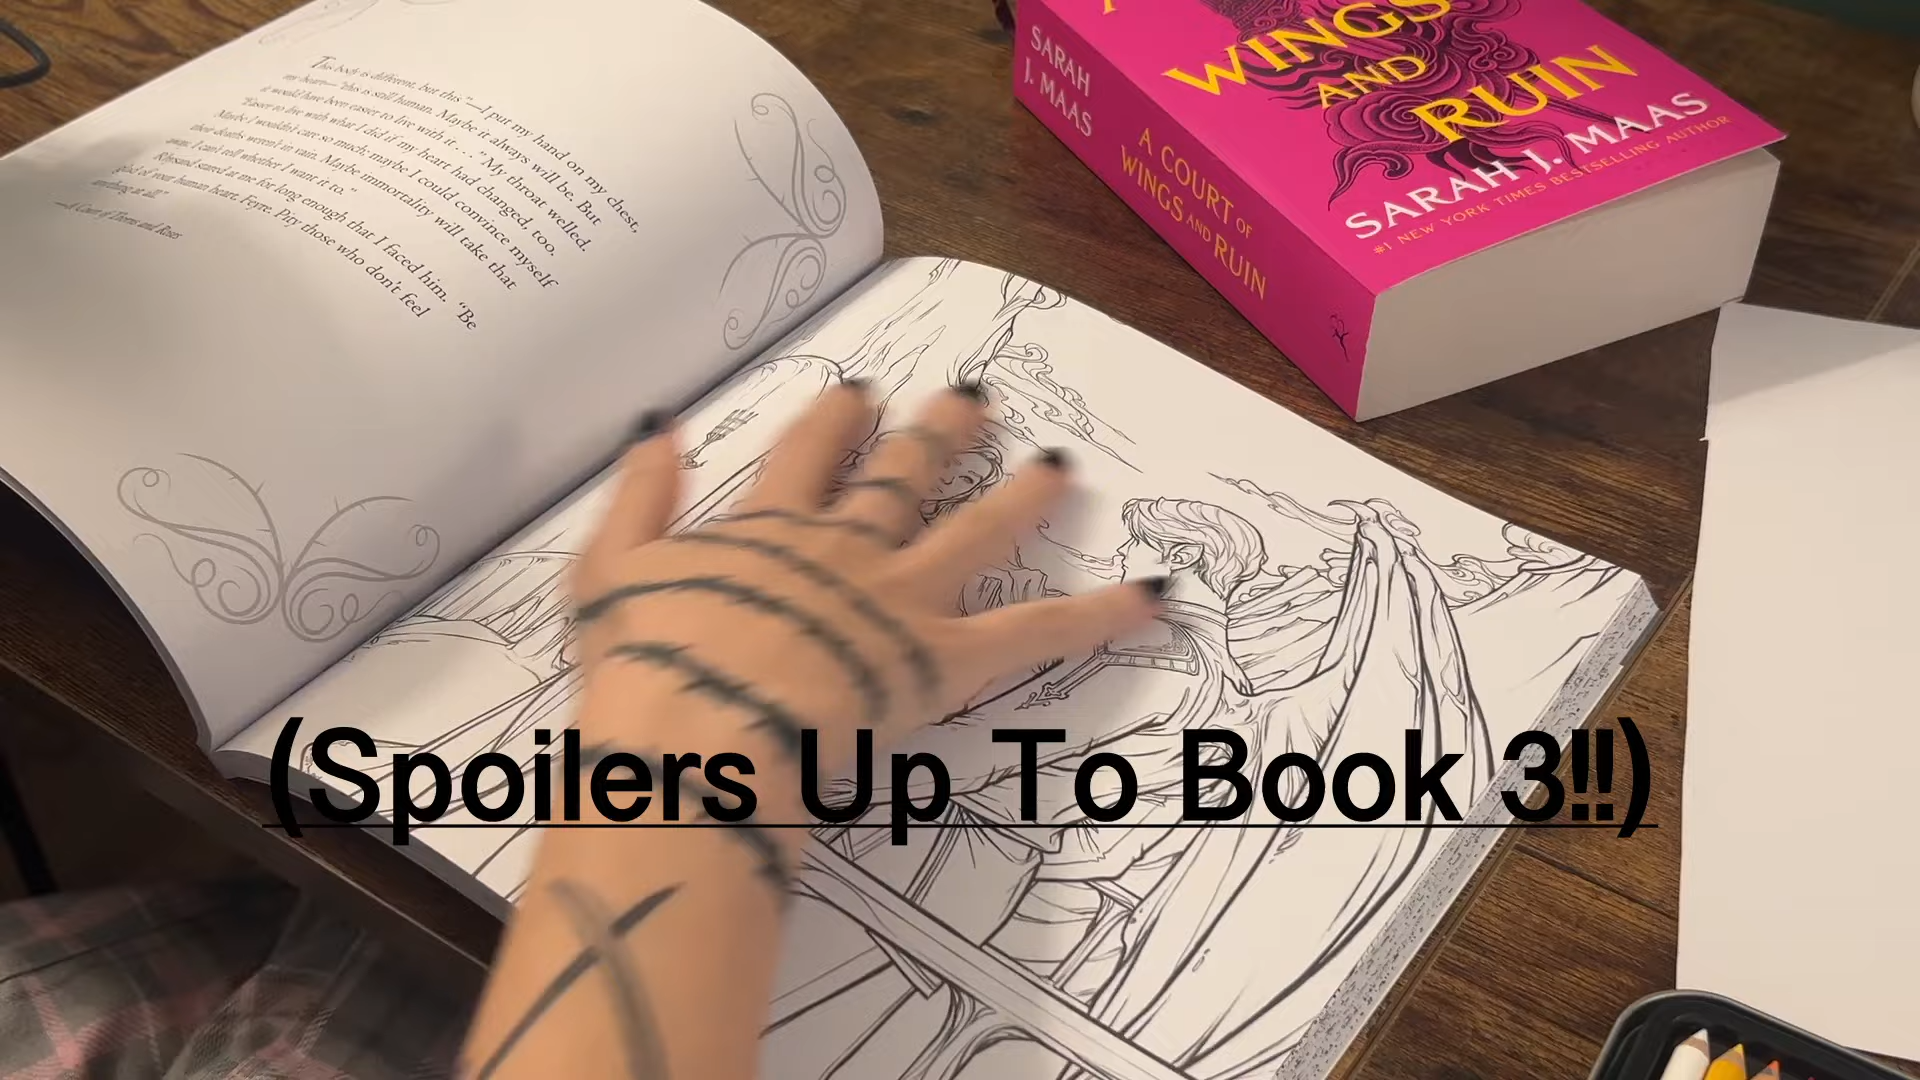 This body is different, but this"—I put my hand on my chest,
my heart—"this is still human. Maybe it always will be. But
it would have been easier to live with it . . ." My throat welled.
"Easier to live with what I did if my heart had changed, too.
Maybe I wouldn't care so much; maybe I could convince myself
their deaths weren't in vain. Maybe immortality will take that
away. I can't tell whether I want it to."
Rhysand stared at me for long enough that I faced him. "Be
glad of your human heart, Feyre. Pity those who don't feel
anything at all."
—A Court of Thorns and Roses
SARAH
J. MAAS
A COURT OF
WINGS AND RUIN
WINGS
AND
RUIN
SARAH J. MAAS
#1 NEW YORK TIMES BESTSELLING AUTHOR
(Spoilers Up To Book 3!!)